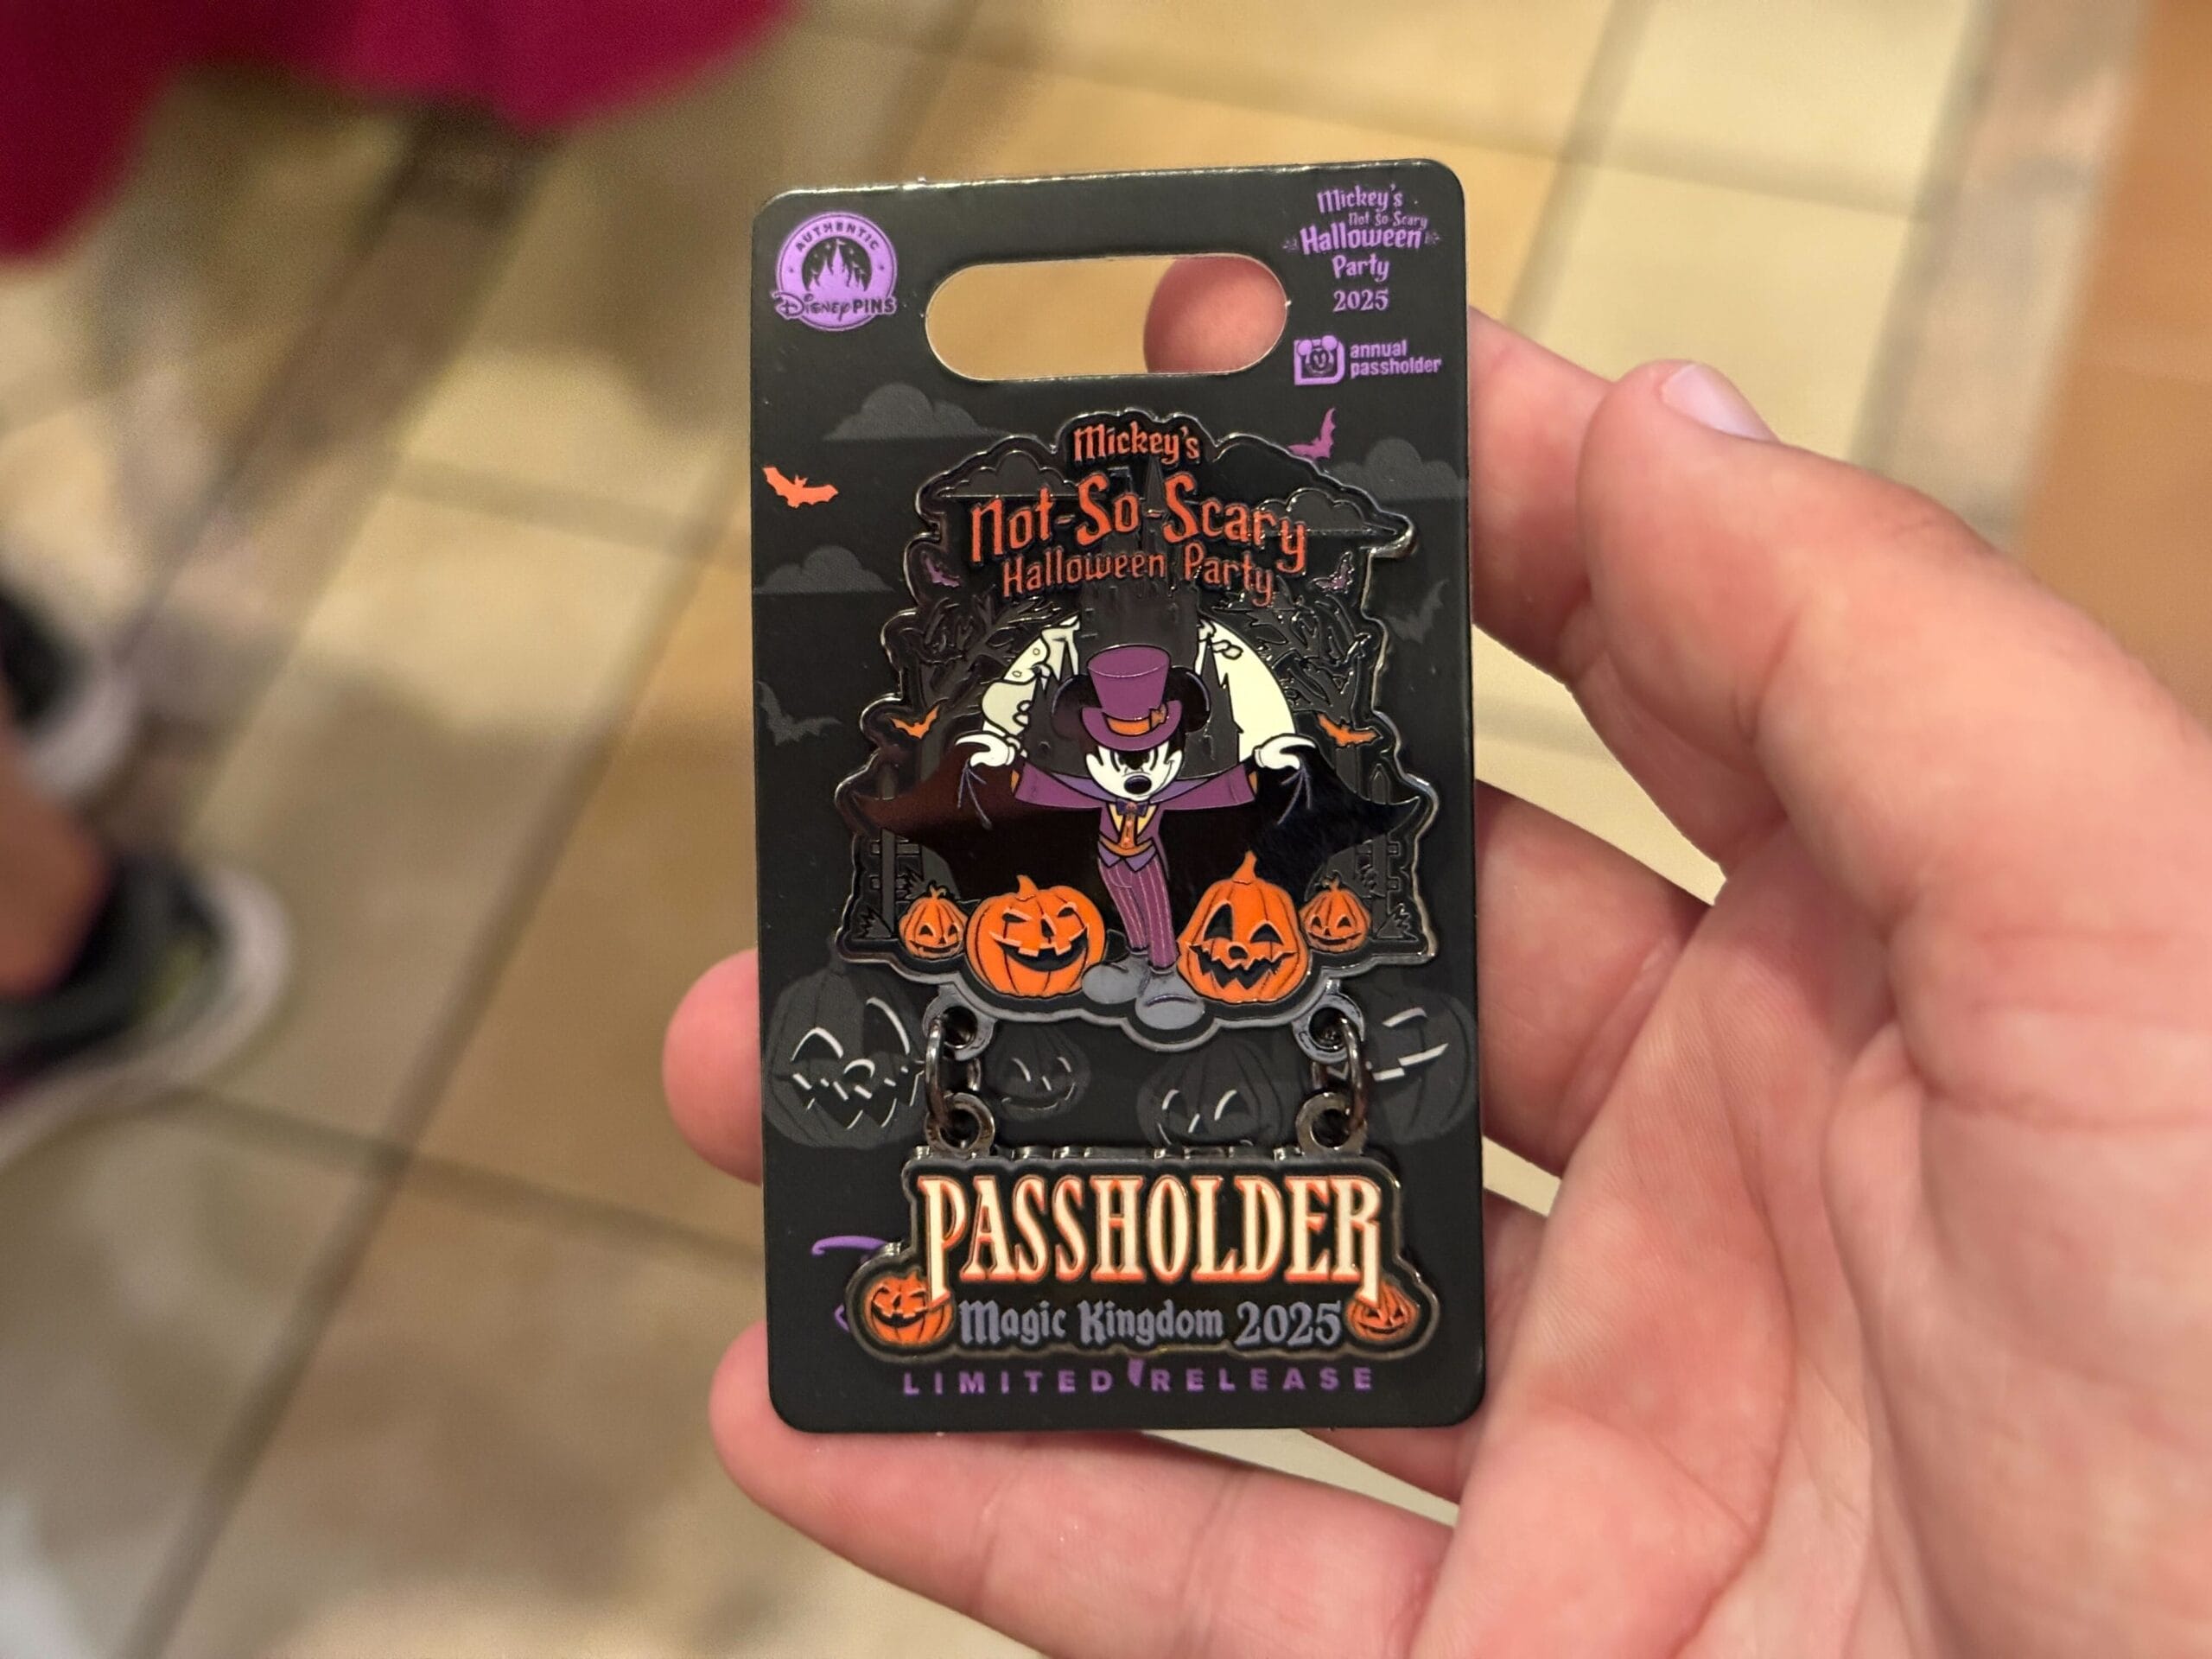 AUTHENTIC
DISNEY PINS
Mickey's
Not So Scary
Halloween
Party
2025
annual
passholder
Mickey's
Not-So-Scary
Halloween Party
PASSHOLDER
Magic Kingdom 2025
LIMITED RELEASE